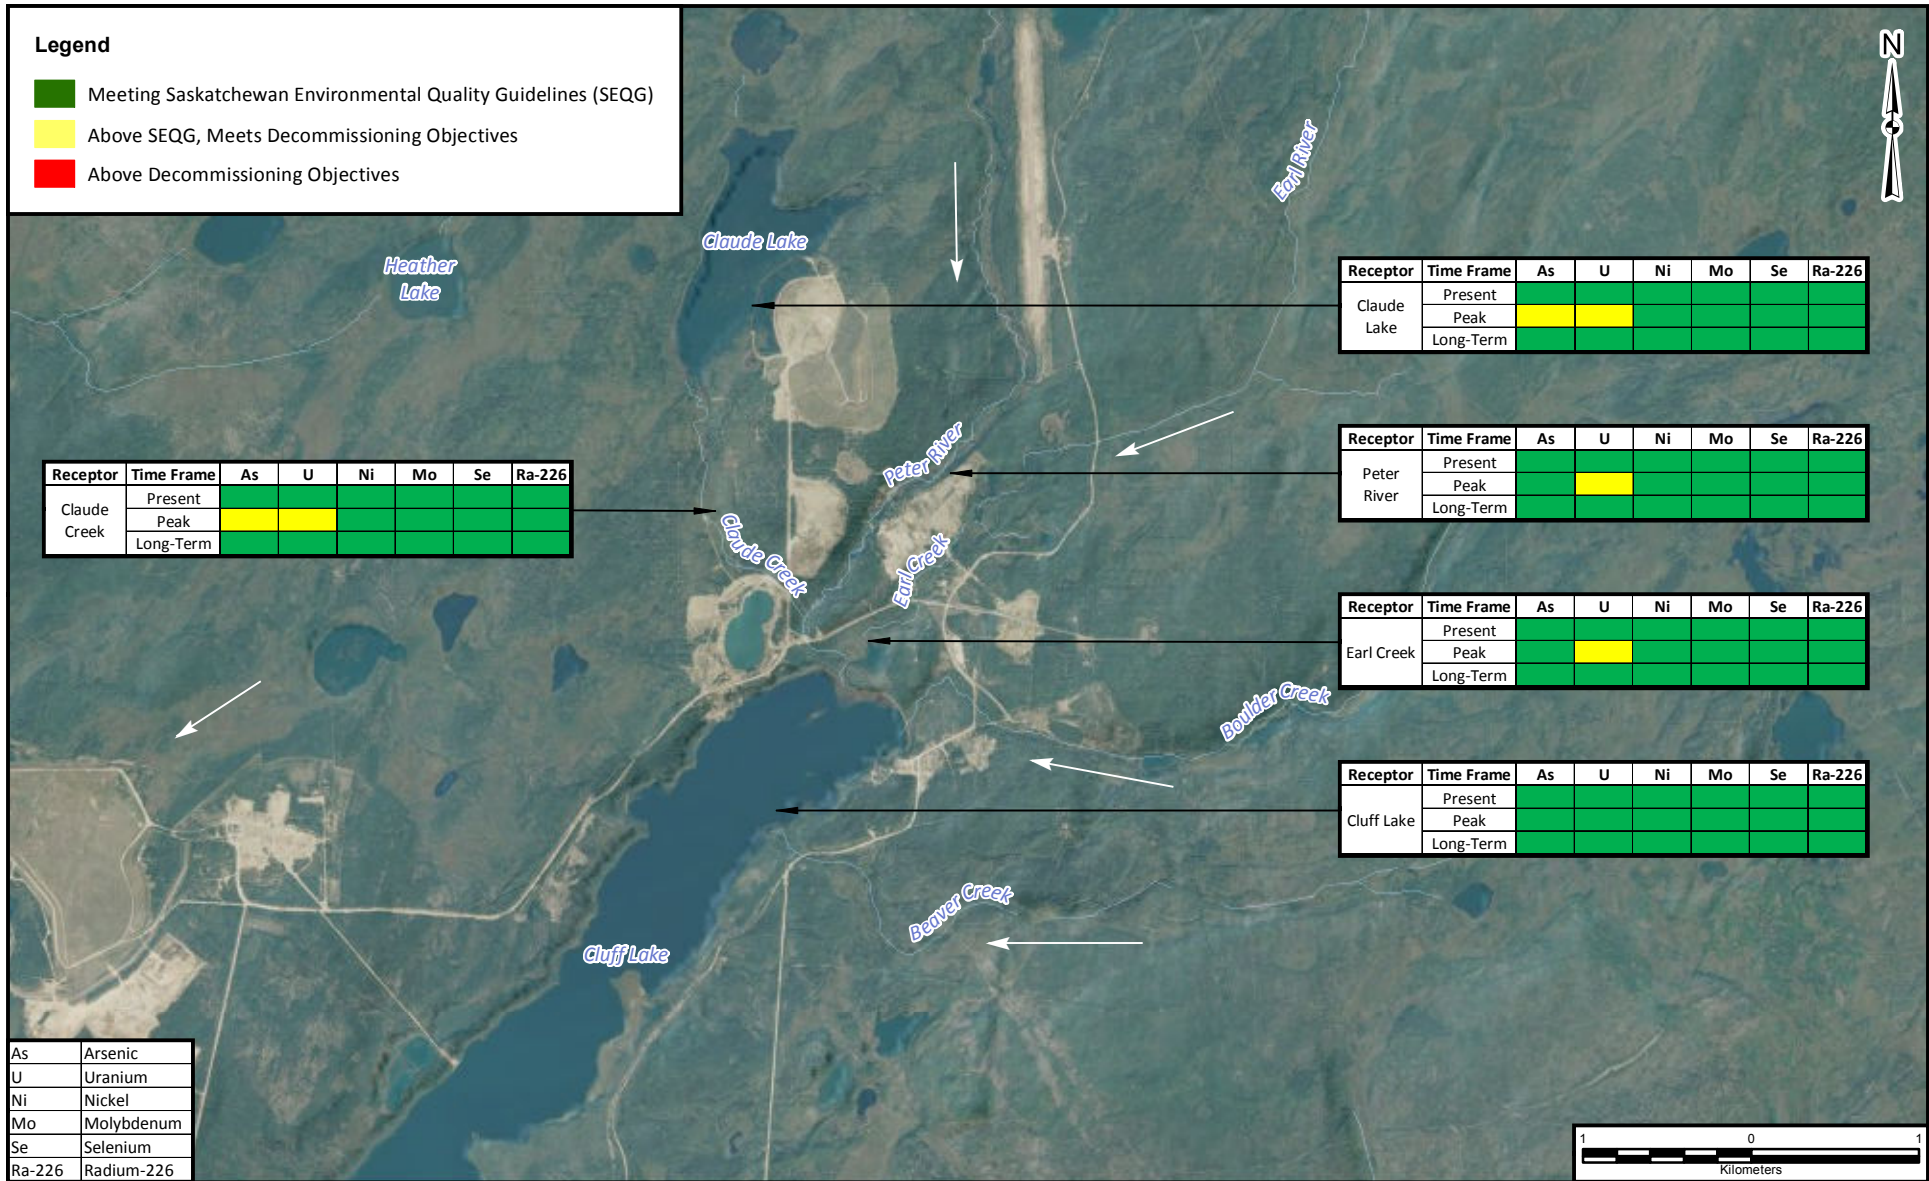 Legend
Meeting Saskatchewan Environmental Quality Guidelines (SEQG)
Above SEQG, Meets Decommissioning Objectives
Above Decommissioning Objectives
N
Earl River
Claude Lake
Heather
Lake
Receptor Time Frame As U Ni Mo Se Ra-226
Claude
Lake
Present
Peak
Long-Term
Peter River
Receptor Time Frame As U Ni Mo Se Ra-226
Peter
River
Present
Peak
Long-Term
Receptor Time Frame As U Ni Mo Se Ra-226
Claude
Creek
Present
Peak
Long-Term
Claude Creek
Earl Creek
Receptor Time Frame As U Ni Mo Se Ra-226
Earl Creek
Present
Peak
Long-Term
Boulder Creek
Receptor Time Frame As U Ni Mo Se Ra-226
Cluff Lake
Present
Peak
Long-Term
Beaver Creek
Cluff Lake
As Arsenic
U Uranium
Ni Nickel
Mo Molybdenum
Se Selenium
Ra-226 Radium-226
1 0 1
Kilometers